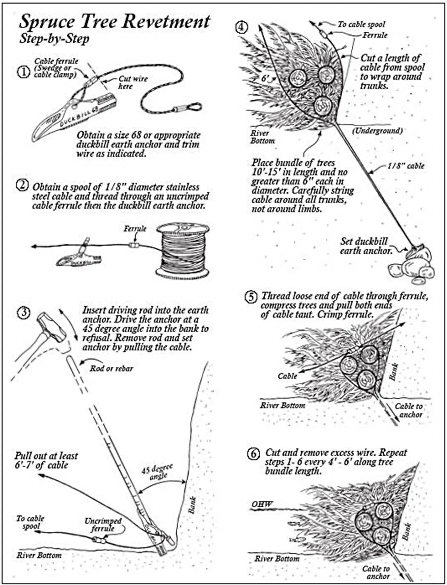 Spruce Tree Revetment
Step-by-Step
1
Cable ferrule
(Swedge or
cable clamp)
Cut wire
here
DUCKBILL 68
Obtain a size 68 or appropriate
duckbill earth anchor and trim
wire as indicated.
2
Obtain a spool of 1/8" diameter stainless
steel cable and thread through an uncrimped
cable ferrule then the duckbill earth anchor.
Ferrule
3
Insert driving rod into the earth
anchor. Drive the anchor at a
45 degree angle into the bank to
refusal. Remove rod and set
anchor by pulling the cable.
Rod or rebar
Pull out at least
6'-7' of cable
45 degree
angle
Bank
To cable
spool
Uncrimped
ferrule
River Bottom
4
To cable spool
Ferrule
Cut a length of
cable from spool
to wrap around
trunks.
6'
River
Bottom
(Underground)
Place bundle of trees
10'-15' in length and no
greater than 6" each in
diameter. Carefully string
cable around all trunks,
not around limbs.
1/8" cable
Set duckbill
earth anchor.
5
Thread loose end of cable through ferrule,
compress trees and pull both ends
of cable taut. Crimp ferrule.
Cable
Bank
River Bottom
Cable to
anchor
6
Cut and remove excess wire. Repeat
steps 1- 6 every 4' - 6' along tree
bundle length.
OHW
Bank
River Bottom
Cable to
anchor